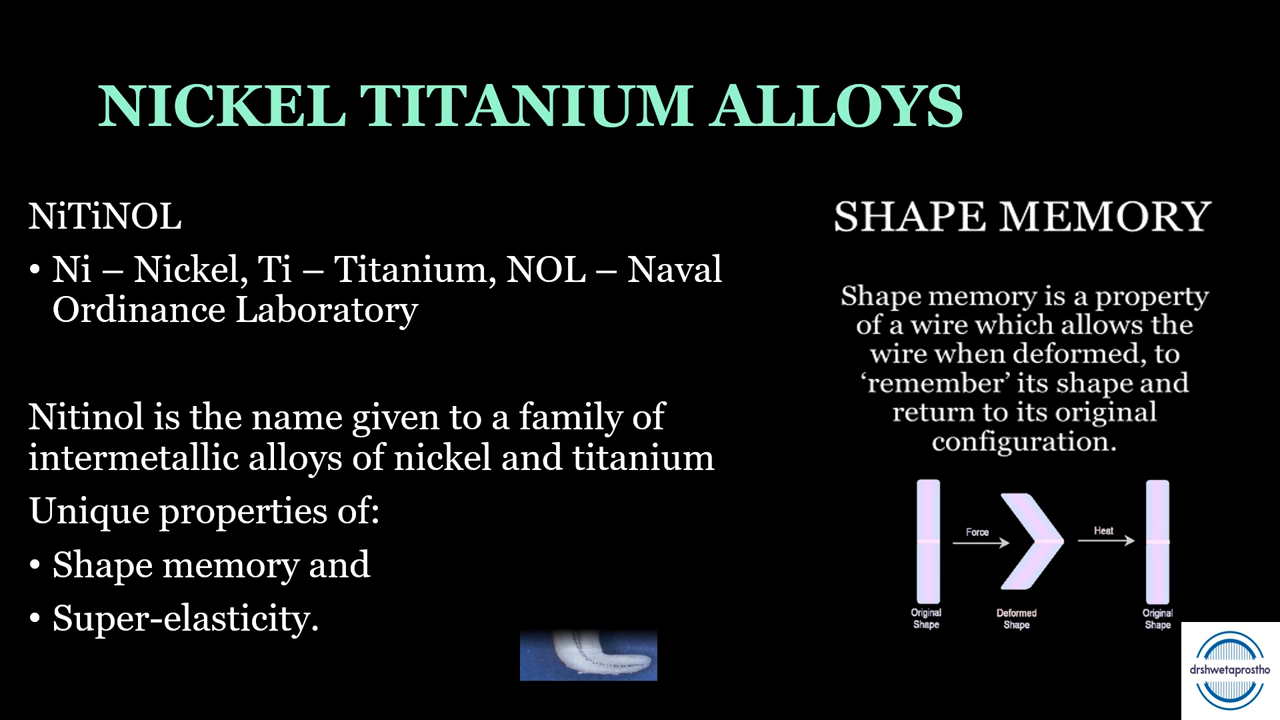 NICKEL TITANIUM ALLOYS
NiTiNOL
• Ni – Nickel, Ti – Titanium, NOL – Naval
Ordinance Laboratory
Nitinol is the name given to a family of
intermetallic alloys of nickel and titanium
Unique properties of:
• Shape memory and
• Super-elasticity.
SHAPE MEMORY
Shape memory is a property
of a wire which allows the
wire when deformed, to
‘remember’ its shape and
return to its original
configuration.
Force
Heat
Original
Shape
Deformed
Shape
Original
Shape
drshwetaprostho